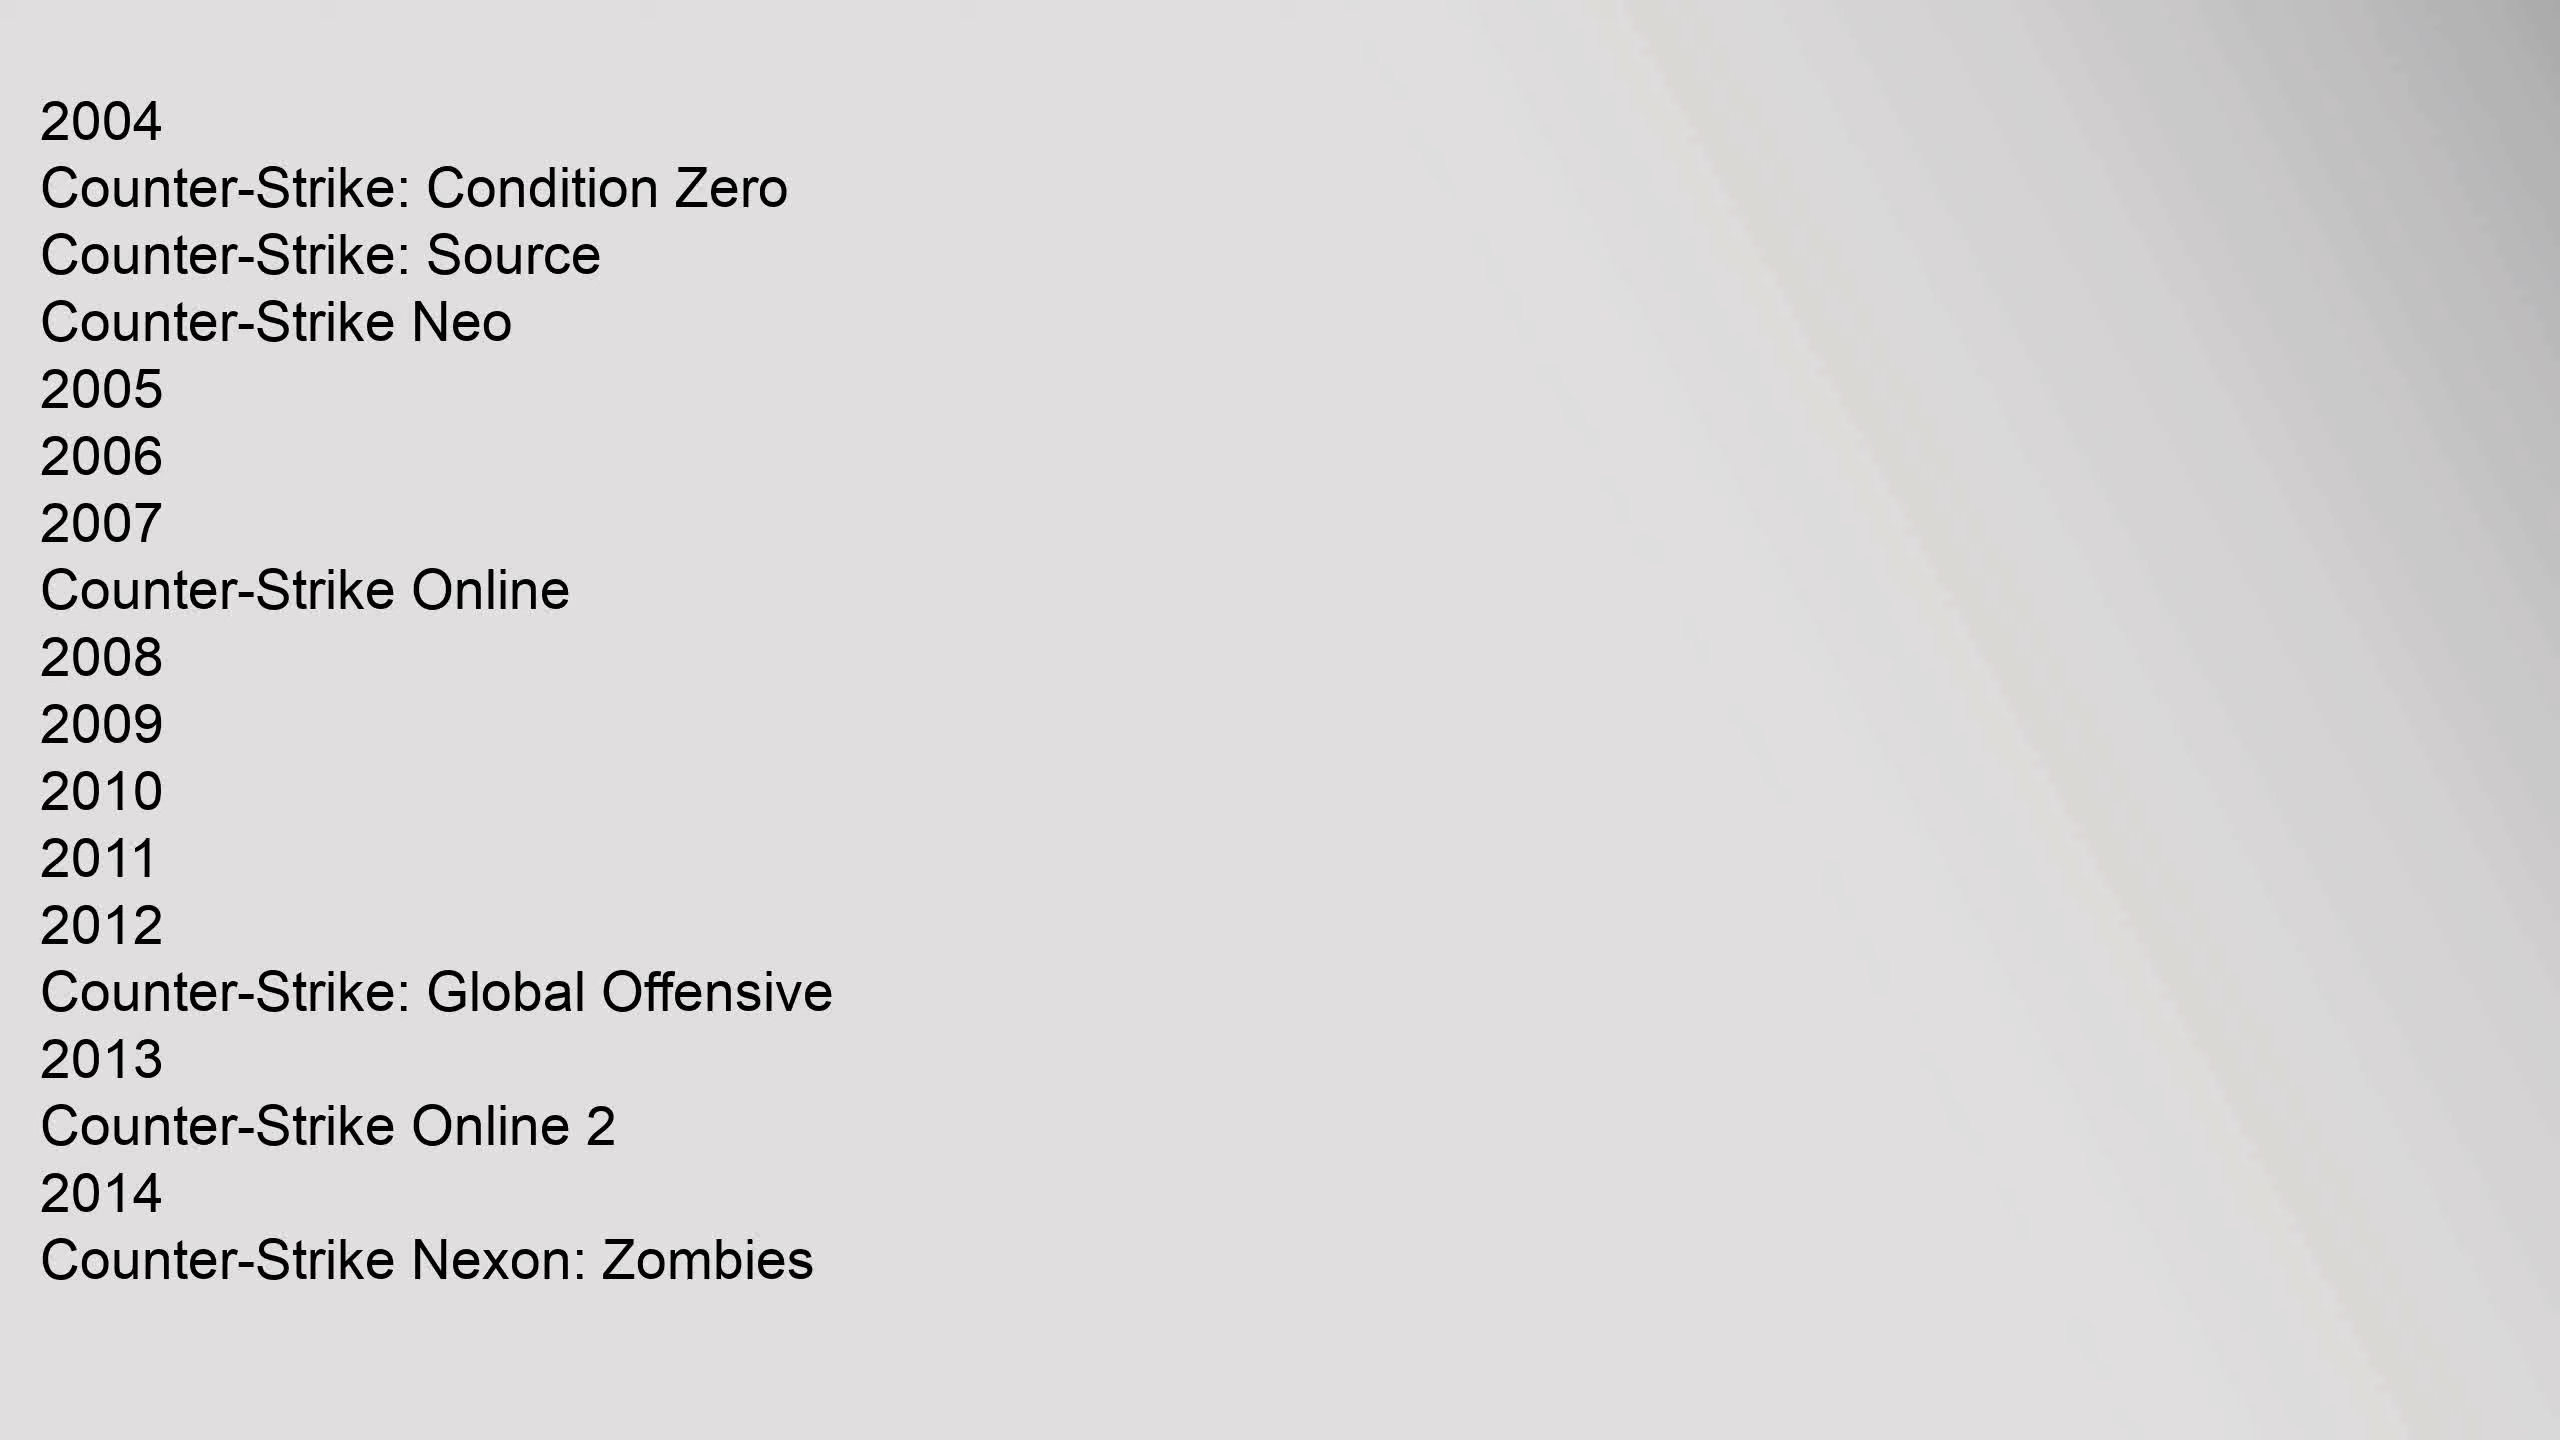 2004
Counter-Strike: Condition Zero
Counter-Strike: Source
Counter-Strike Neo
2005
2006
2007
Counter-Strike Online
2008
2009
2010
2011
2012
Counter-Strike: Global Offensive
2013
Counter-Strike Online 2
2014
Counter-Strike Nexon: Zombies